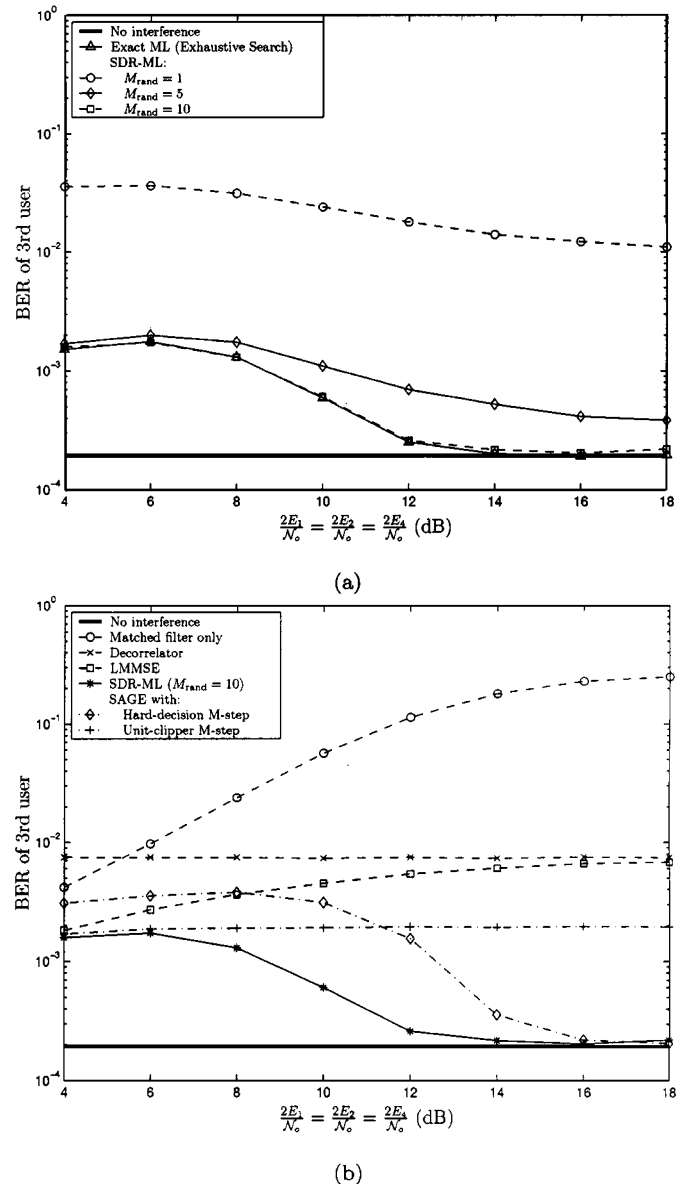 No interference
Exact ML (Exhaustive Search)
SDR-ML:
M_rand = 1
M_rand = 5
M_rand = 10
10^0
10^-1
10^-2
10^-3
10^-4
BER of 3rd user
4 6 8 10 12 14 16 18
2E_1/N_o = 2E_2/N_o = 2E_4/N_o (dB)
(a)
No interference
Matched filter only
Decorrelator
LMMSE
SDR-ML (M_rand = 10)
SAGE with:
Hard-decision M-step
Unit-clipper M-step
10^0
10^-1
10^-2
10^-3
10^-4
BER of 3rd user
4 6 8 10 12 14 16 18
2E_1/N_o = 2E_2/N_o = 2E_4/N_o (dB)
(b)